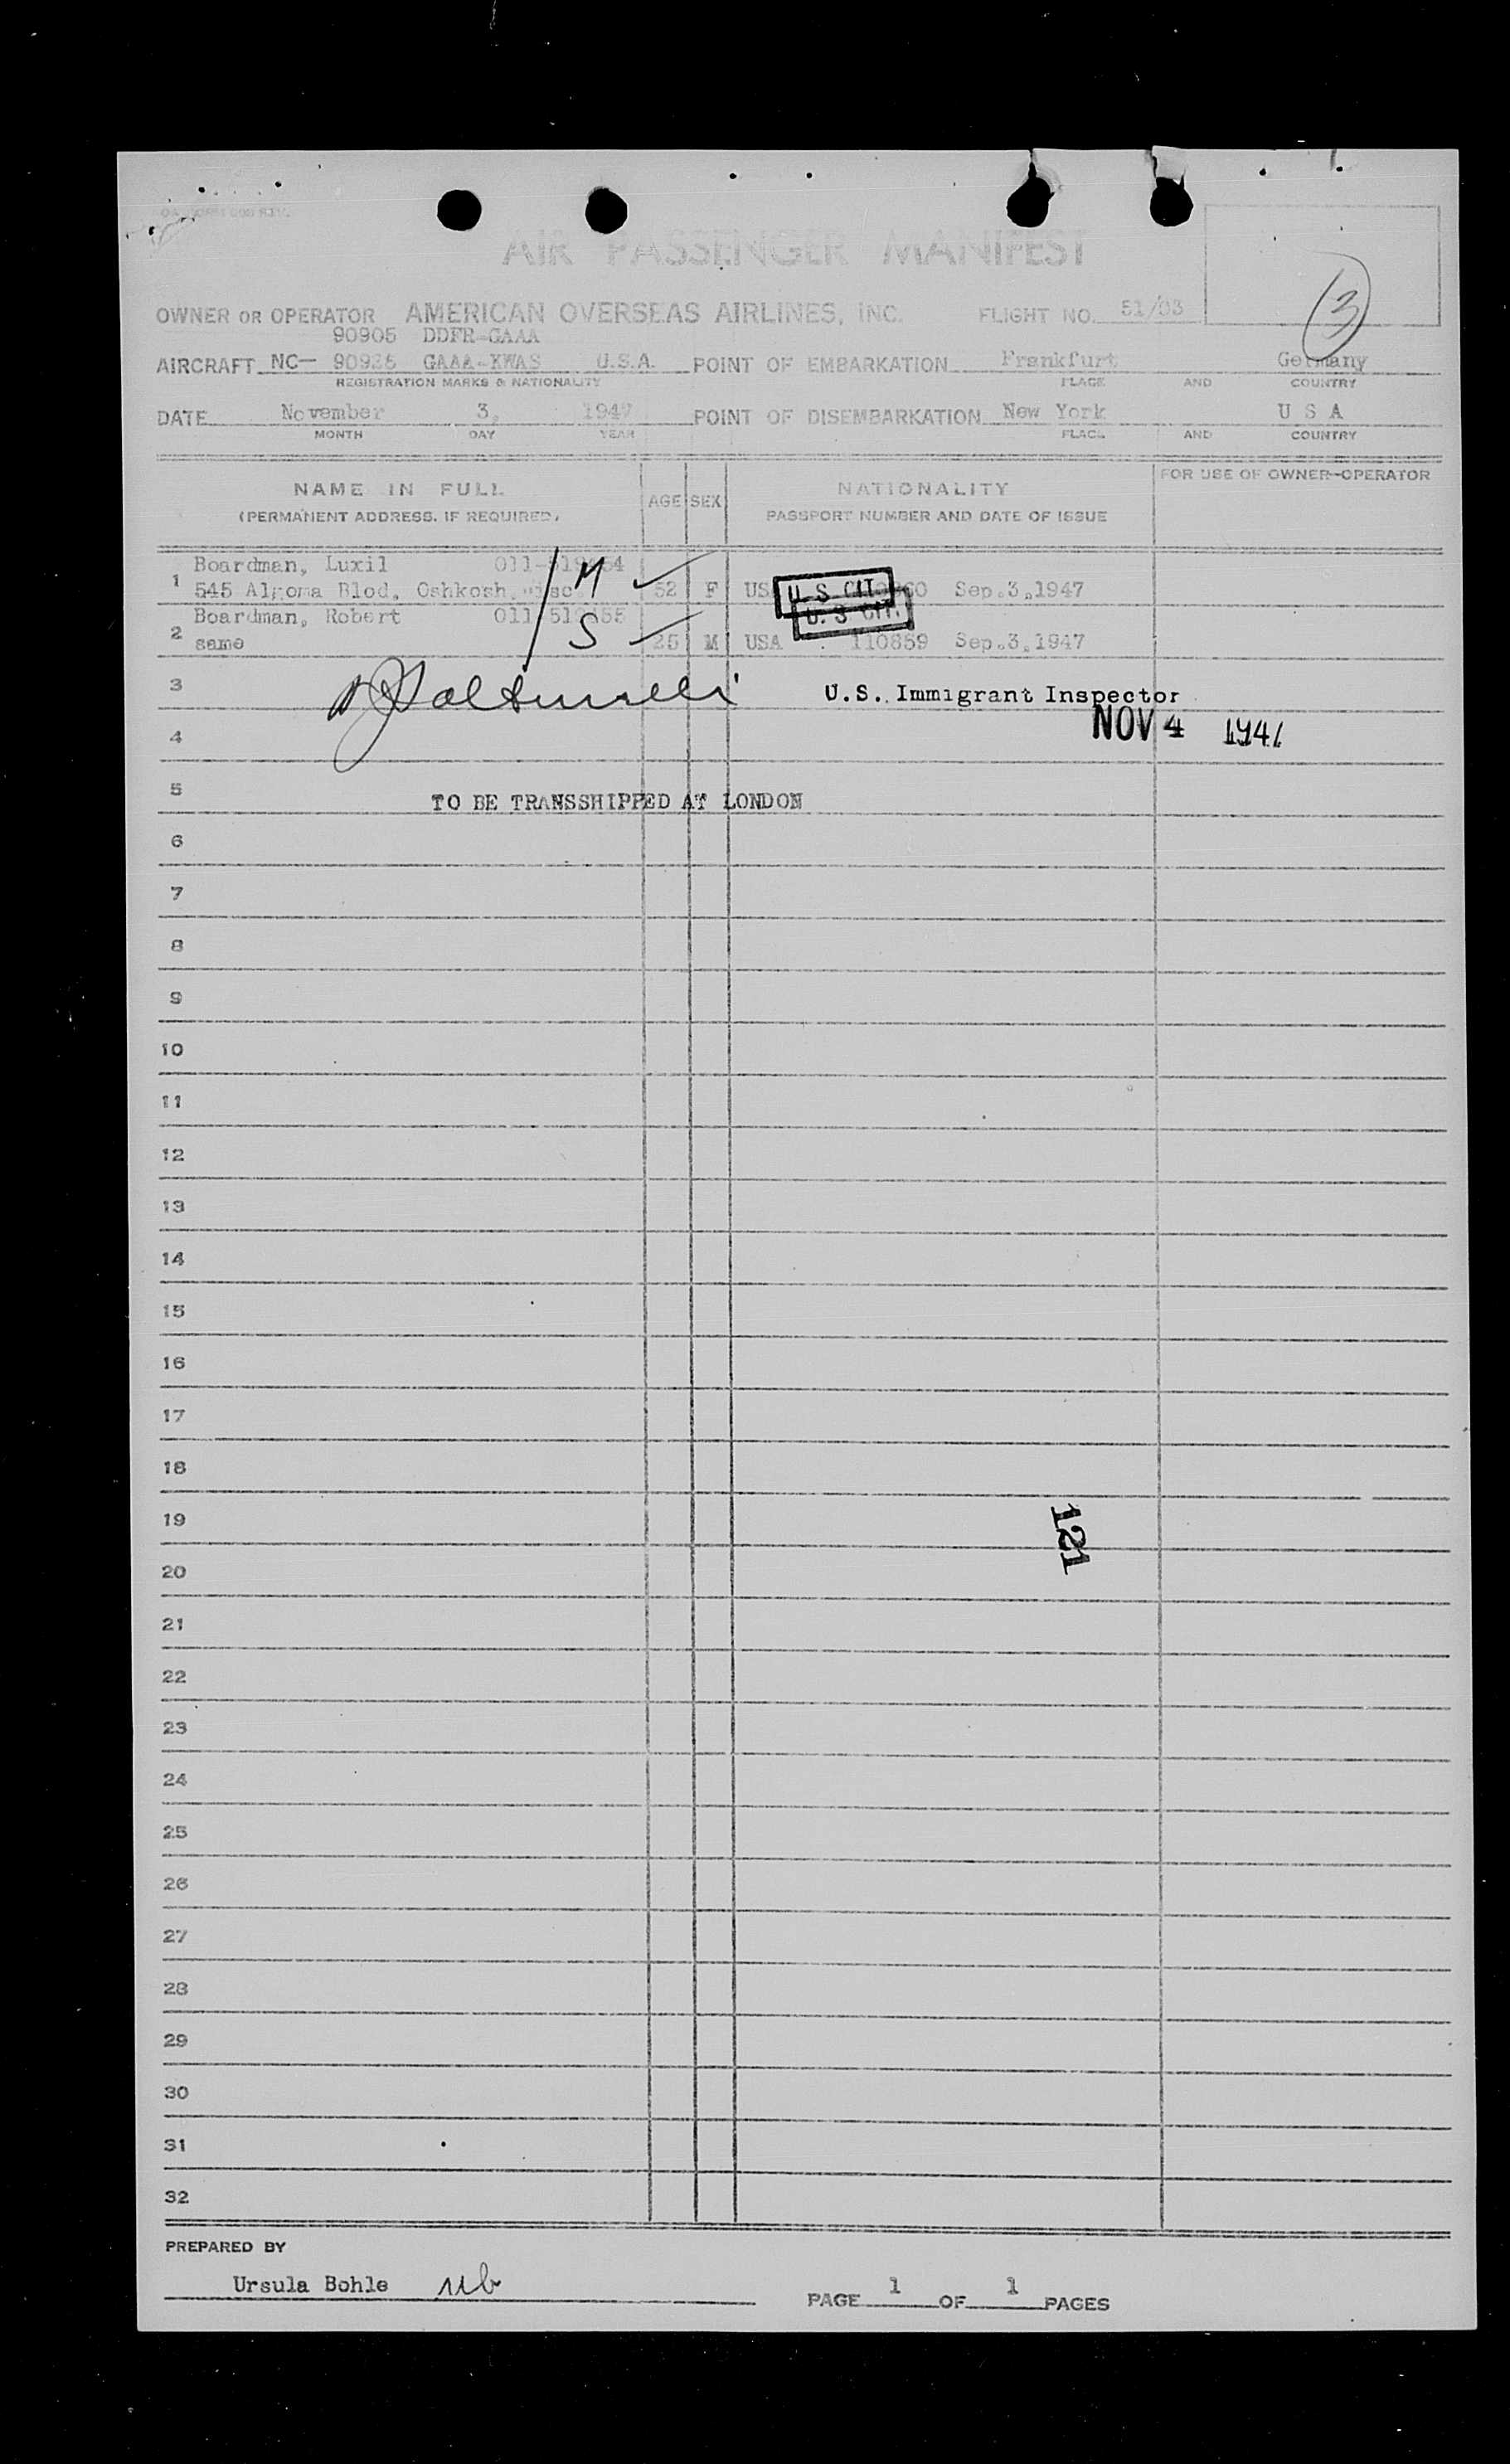 AIR PASSENGER MANIFEST
3
OWNER OR OPERATOR AMERICAN OVERSEAS AIRLINES, INC. FLIGHT NO. 51/93
90905 DDFR-GAAA
AIRCRAFT NC— GAAA-KWAS U.S.A. POINT OF EMBARKATION Frankfurt Germany
REGISTRATION MARKS & NATIONALITY PLACE AND COUNTRY
DATE November 3, 1947 POINT OF DISEMBARKATION New York U S A
MONTH DAY YEAR PLACE AND COUNTRY
NAME IN FULL AGE SEX NATIONALITY FOR USE OF OWNER-OPERATOR
(PERMANENT ADDRESS, IF REQUIRED) PASSPORT NUMBER AND DATE OF ISSUE
Boardman, Luxil M
1 545 Algoma Blod, Oshkosh, 52 F U. S. CIT. Sep.3,1947
Boardman, Robert S U. S. CIT.
2 same 25 M USA 110859 Sep.3,1947
3 U.S. Immigrant Inspector
4 NOV 4
5 TO BE TRANSSHIPPED AT LONDON
6
7
8
9
10
11
12
13
14
15
16
17
18
19
121
20
21
22
23
24
25
26
27
28
29
30
31
32
PREPARED BY
Ursula Bohle ub
PAGE 1 OF 1 PAGES